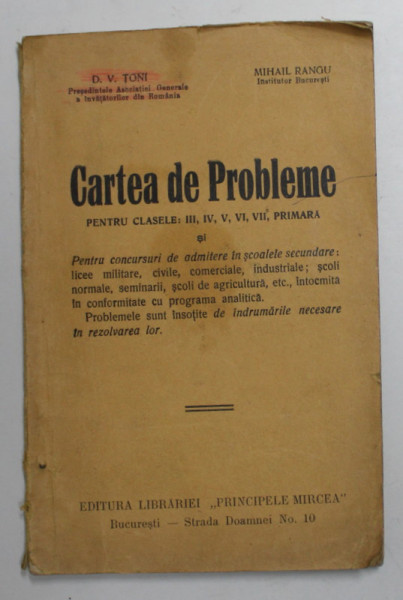 D. V. ȚONI
Președintele Asociației Generale
a învățătorilor din România
MIHAIL RANGU
Institutor București
Cartea de Probleme
PENTRU CLASELE: III, IV, V, VI, VII, PRIMARĂ
și
Pentru concursuri de admitere în școalele secundare:
licee militare, civile, comerciale, industriale; școli
normale, seminarii, școli de agricultură, etc., întocmită
în conformitate cu programa analitică.
Problemele sunt însoțite de îndrumările necesare
în rezolvarea lor.
EDITURA LIBRĂRIEI „PRINCIPELE MIRCEA"
București — Strada Doamnei No. 10